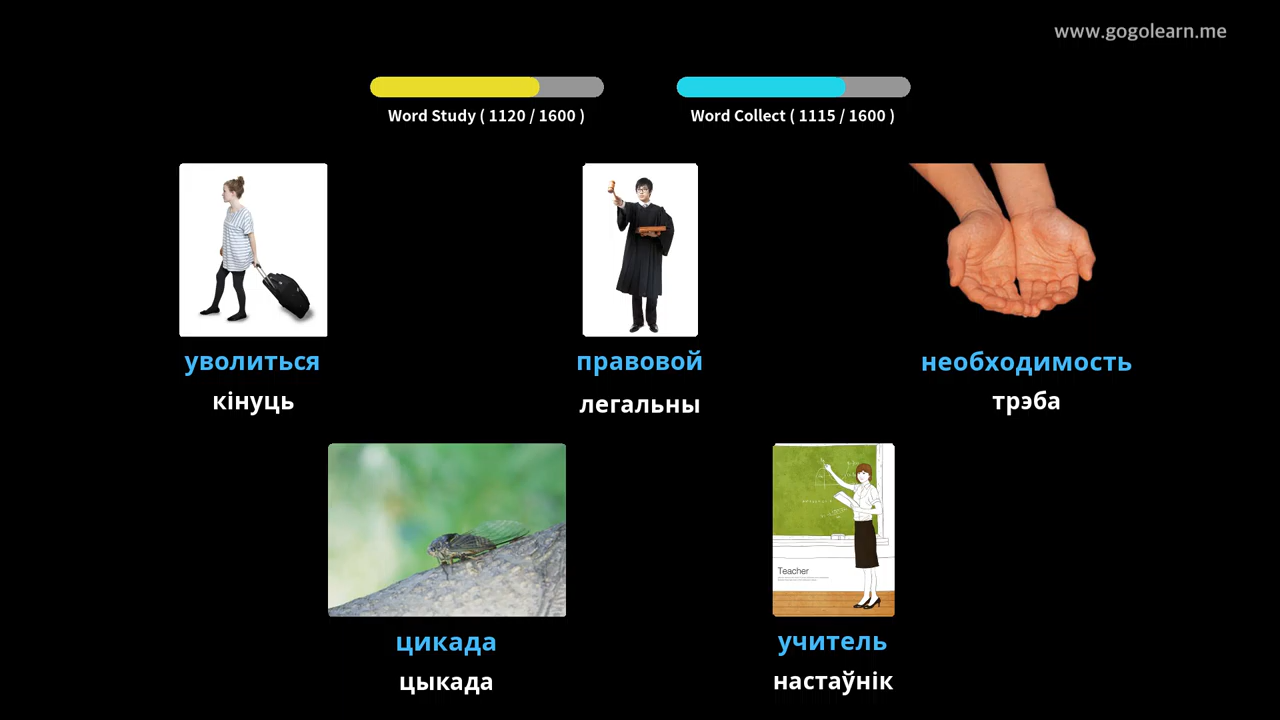 www.gogolearn.me
Word Study ( 1120 / 1600 )
Word Collect ( 1115 / 1600 )
уволиться
кінуць
правовой
легальны
необходимость
трэба
Teacher
цикада
цыкада
учитель
настаўнік